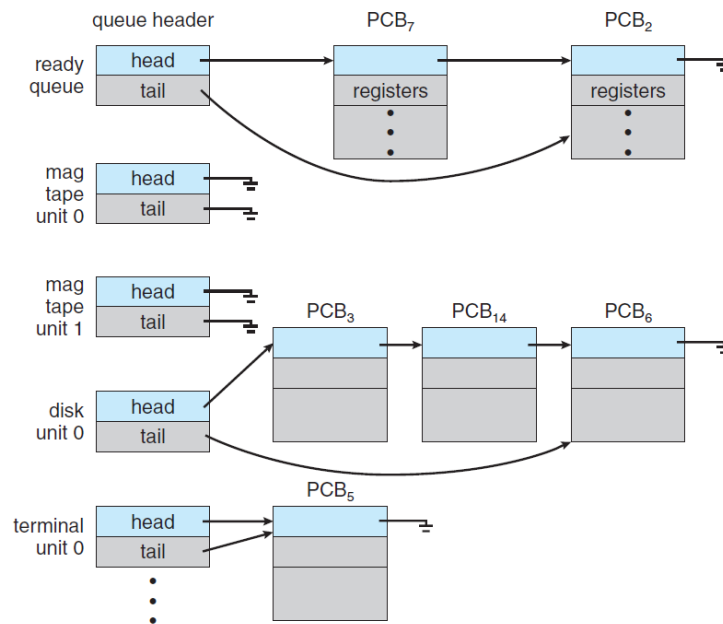 queue header PCB₇ PCB₂
ready
queue
head
tail
registers
registers
mag
tape
unit 0
head
tail
mag
tape
unit 1
head
tail
PCB₃ PCB₁₄ PCB₆
disk
unit 0
head
tail
PCB₅
terminal
unit 0
head
tail